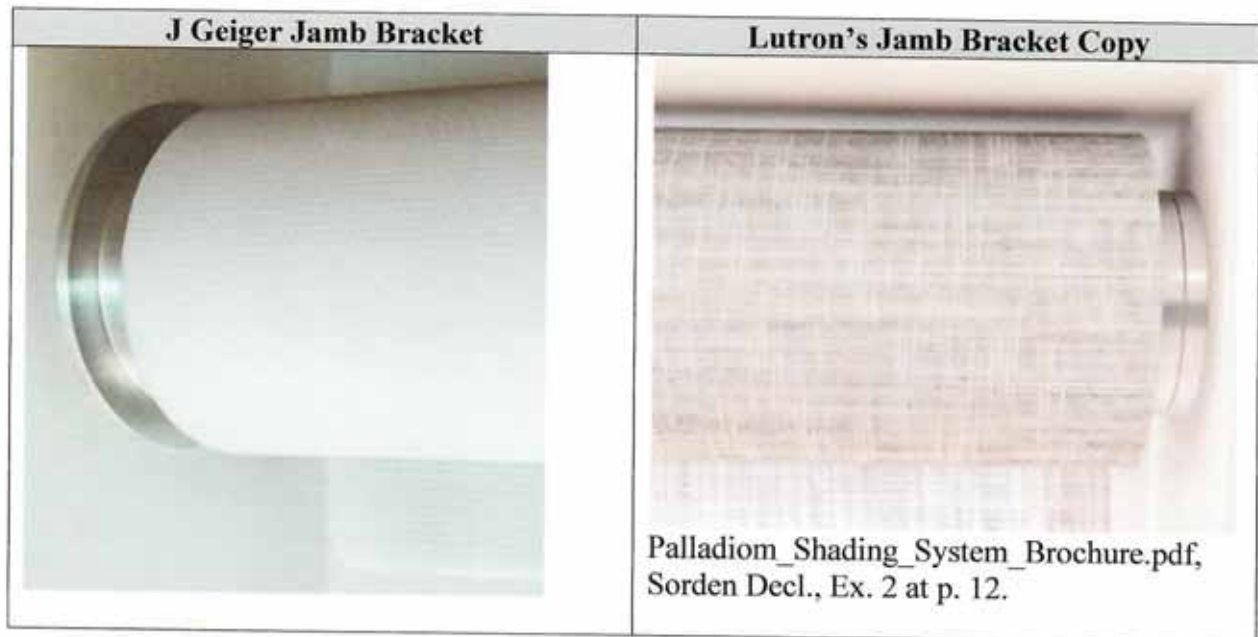 J Geiger Jamb Bracket
Lutron's Jamb Bracket Copy
Palladiom_Shading_System_Brochure.pdf,
Sorden Decl., Ex. 2 at p. 12.